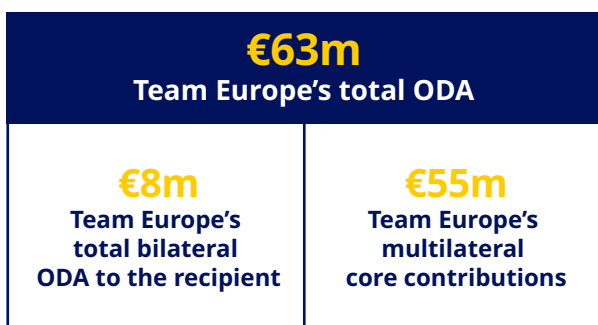 €63m
Team Europe’s total ODA
€8m
Team Europe’s
total bilateral
ODA to the recipient
€55m
Team Europe’s
multilateral
core contributions